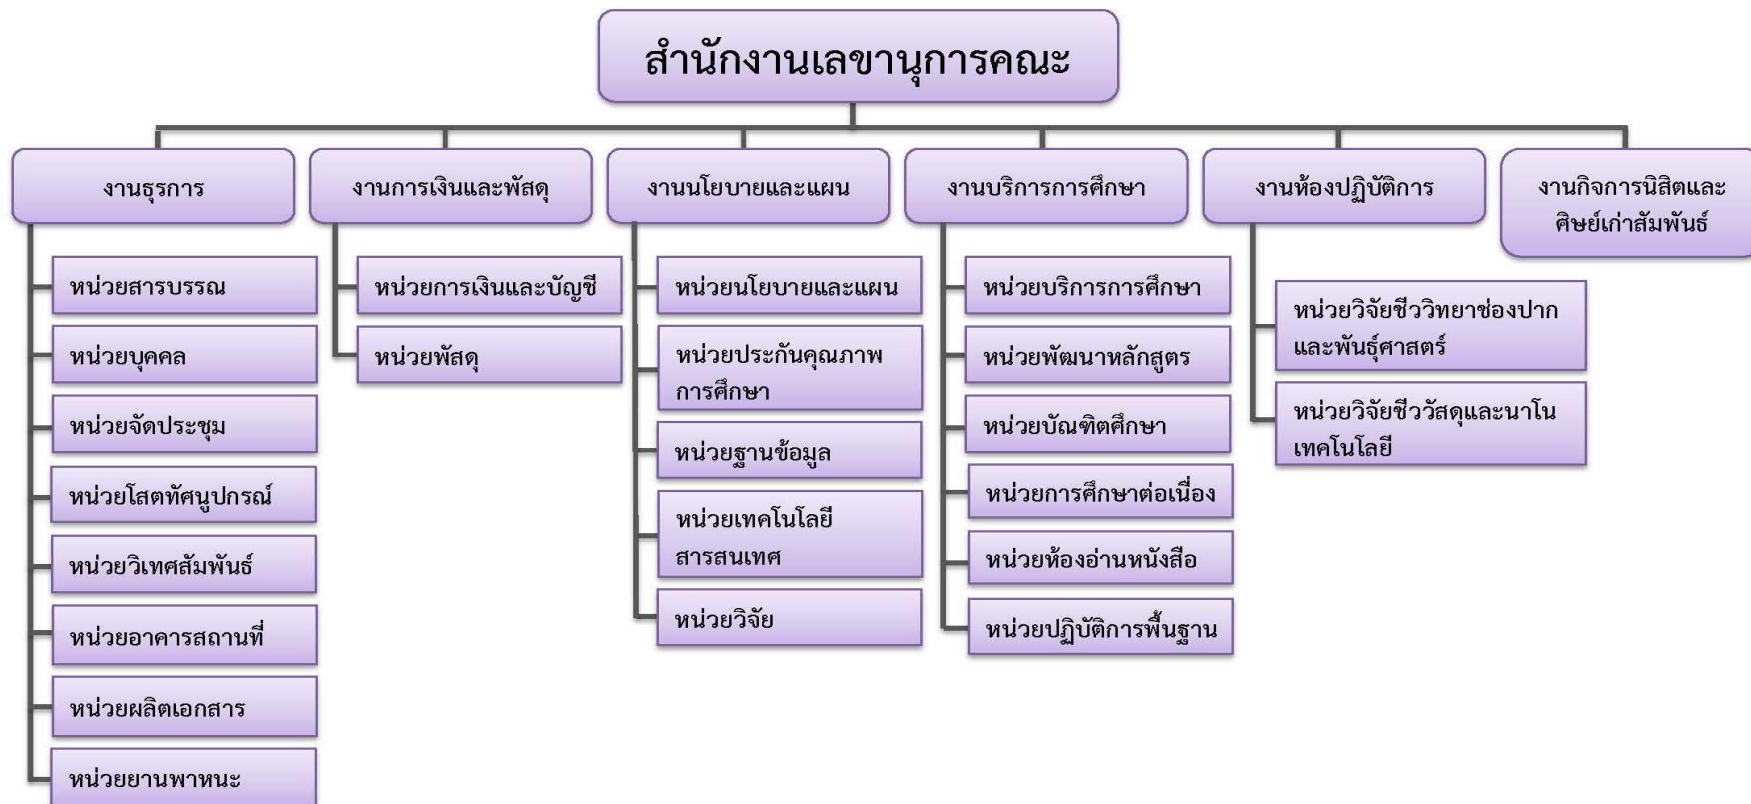 สำนักงานเลขานุการคณะ
งานธุรการ
หน่วยสารบรรณ
หน่วยบุคคล
หน่วยจัดประชุม
หน่วยโสตทัศนูปกรณ์
หน่วยวิเทศสัมพันธ์
หน่วยอาคารสถานที่
หน่วยผลิตเอกสาร
หน่วยยานพาหนะ
งานการเงินและพัสดุ
หน่วยการเงินและบัญชี
หน่วยพัสดุ
งานนโยบายและแผน
หน่วยนโยบายและแผน
หน่วยประกันคุณภาพ
การศึกษา
หน่วยฐานข้อมูล
หน่วยเทคโนโลยี
สารสนเทศ
หน่วยวิจัย
งานบริการการศึกษา
หน่วยบริการการศึกษา
หน่วยพัฒนาหลักสูตร
หน่วยบัณฑิตศึกษา
หน่วยการศึกษาต่อเนื่อง
หน่วยห้องอ่านหนังสือ
หน่วยปฏิบัติการพื้นฐาน
งานห้องปฏิบัติการ
หน่วยวิจัยชีววิทยาช่องปาก
และพันธุ์ศาสตร์
หน่วยวิจัยชีววัสดุและนาโน
เทคโนโลยี
งานกิจการนิสิตและ
ศิษย์เก่าสัมพันธ์